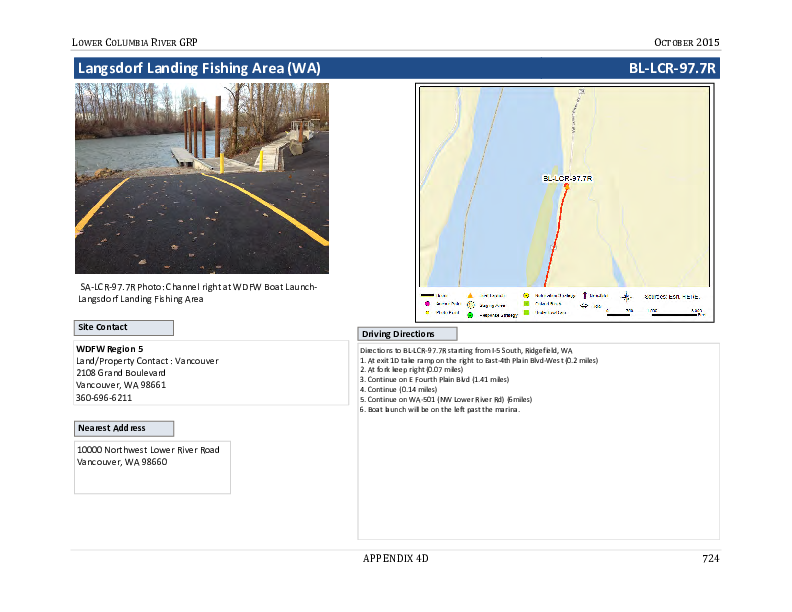 LOWER COLUMBIA RIVER GRP
OCTOBER 2015
Langsdorf Landing Fishing Area (WA)
BL-LCR-97.7R
BL-LCR-97.7R
Sources: Esri, HERE,
SA-LCR-97.7R Photo: Channel right at WDFW Boat Launch-
Langsdorf Landing Fishing Area
Site Contact
WDFW Region 5
Land/Property Contact : Vancouver
2108 Grand Boulevard
Vancouver, WA 98661
360-696-6211
Nearest Address
10000 Northwest Lower River Road
Vancouver, WA 98660
Driving Directions
Directions to BL-LCR-97.7R starting from I-5 South, Ridgefield, WA
1. At exit 1D take ramp on the right to East-4th Plain Blvd-West (0.2 miles)
2. At fork keep right (0.07 miles)
3. Continue on E Fourth Plain Blvd (1.41 miles)
4. Continue (0.14 miles)
5. Continue on WA-501 (NW Lower River Rd) (6miles)
6. Boat launch will be on the left past the marina.
APPENDIX 4D
724